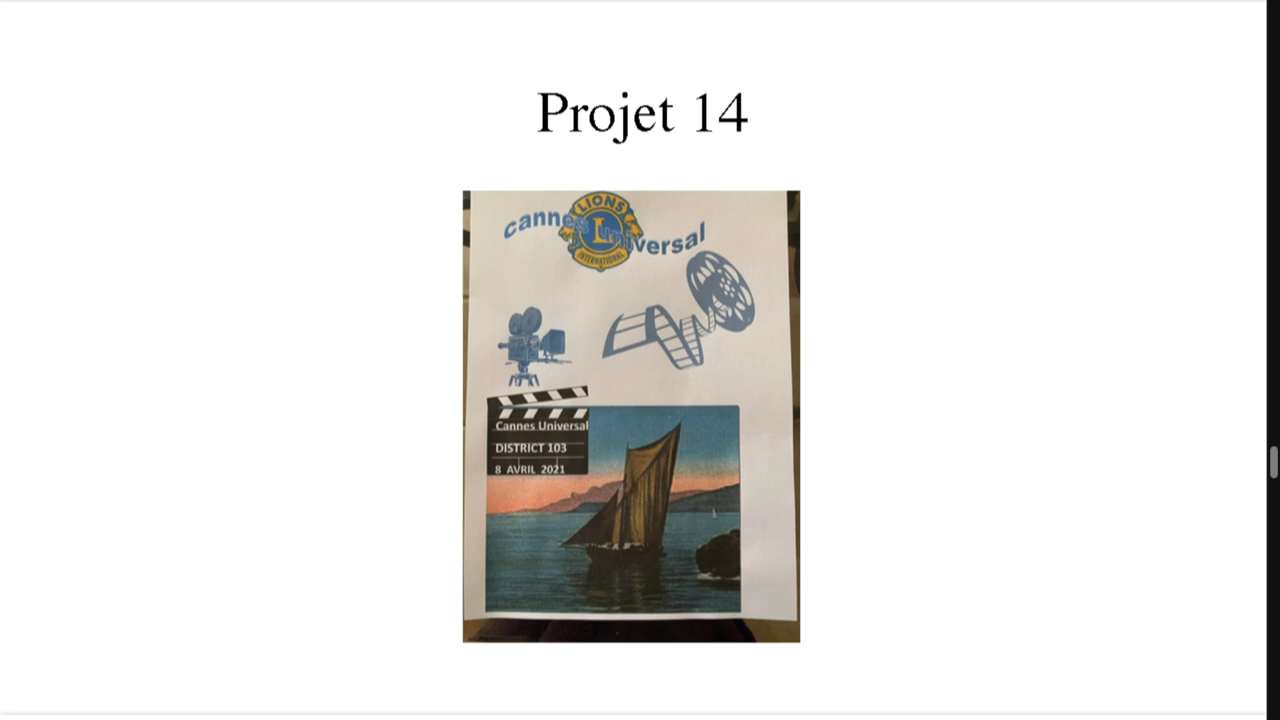 Projet 14
LIONS
cannes universal
L
INTERNATIONAL
Cannes Universal
DISTRICT 103
8 AVRIL 2021